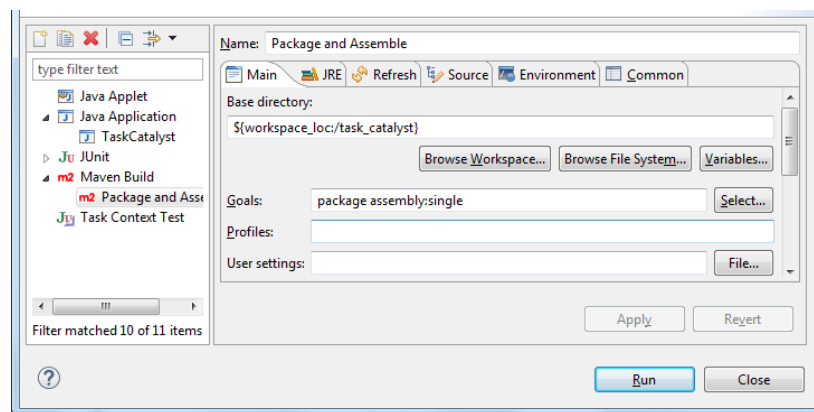 Name: Package and Assemble
type filter text
Main JRE Refresh Source Environment Common
Java Applet
Java Application
TaskCatalyst
JUnit
m2 Maven Build
m2 Package and Asse
Task Context Test
Filter matched 10 of 11 items
Base directory:
${workspace_loc:/task_catalyst}
Browse Workspace... Browse File System... Variables...
Goals: package assembly:single Select...
Profiles:
User settings: File...
Apply Revert
Run Close